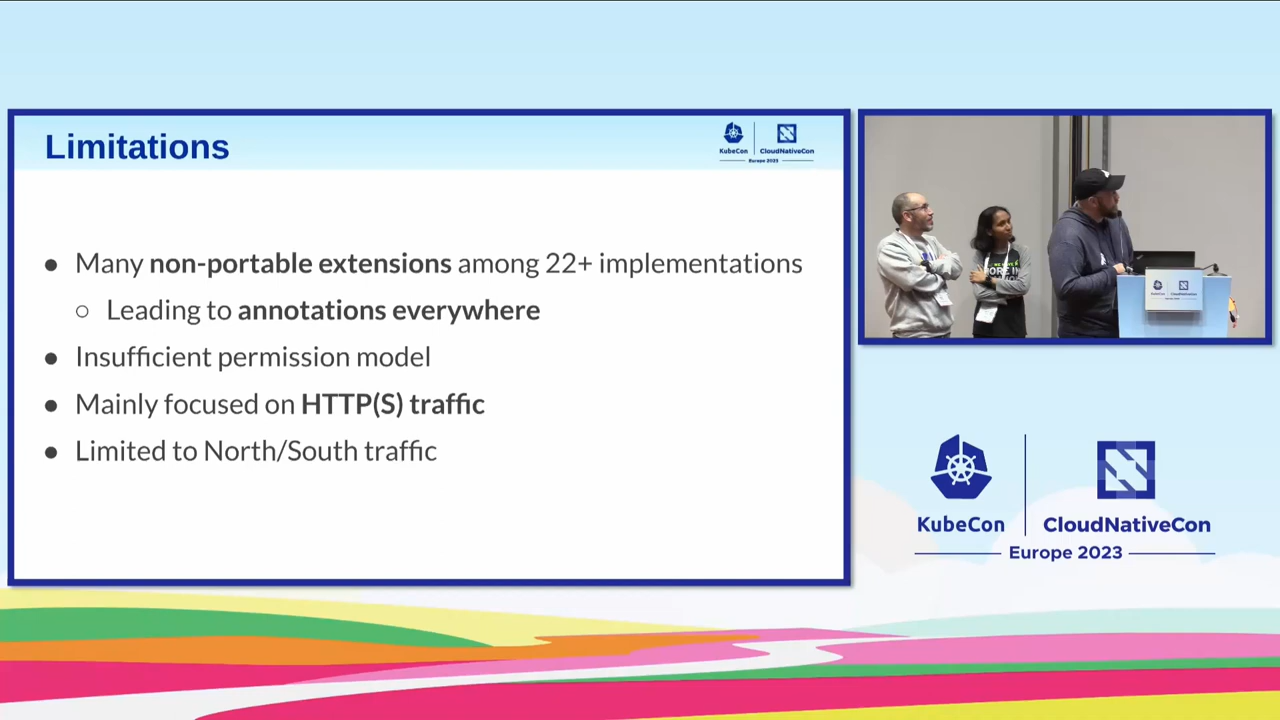 Limitations
KubeCon
CloudNativeCon
Europe 2023
● Many non-portable extensions among 22+ implementations
○ Leading to annotations everywhere
● Insufficient permission model
● Mainly focused on HTTP(S) traffic
● Limited to North/South traffic
KubeCon
CloudNativeCon
Europe 2023